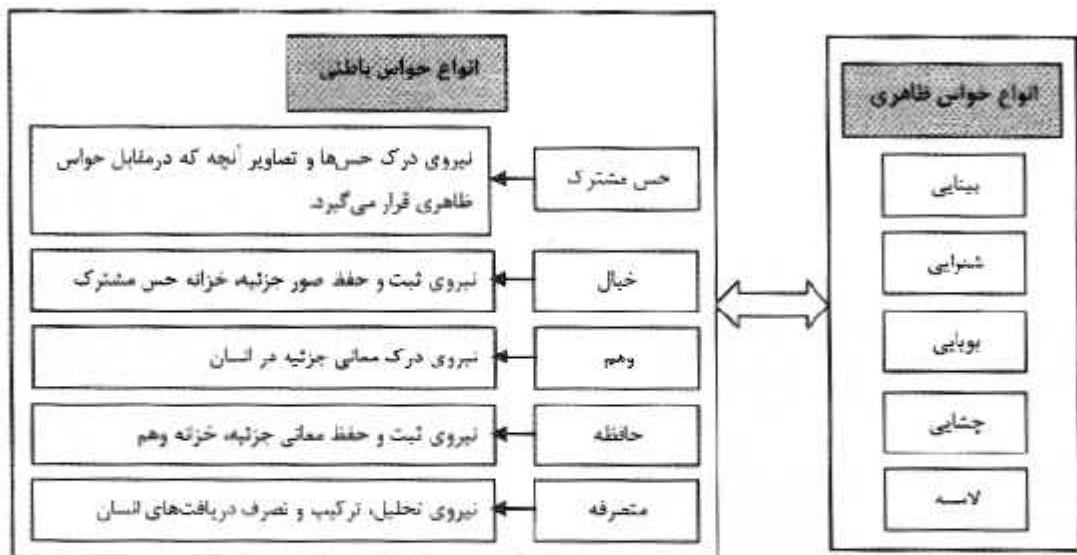 انواع حواس ظاهری
بینایی
شنوایی
بویایی
چشایی
لامسه
انواع حواس باطنی
حس مشترک
نیروی درک حس‌ها و تصاویر آنچه که درمقابل حواس
ظاهری قرار می‌گیرد.
خیال
نیروی ثبت و حفظ صور جزئیه، خزانه حس مشترک
وهم
نیروی درک معانی جزئیه در انسان
حافظه
نیروی ثبت و حفظ معانی جزئیه، خزانه وهم
متصرفه
نیروی تحلیل، ترکیب و تصرف دریافت‌های انسان